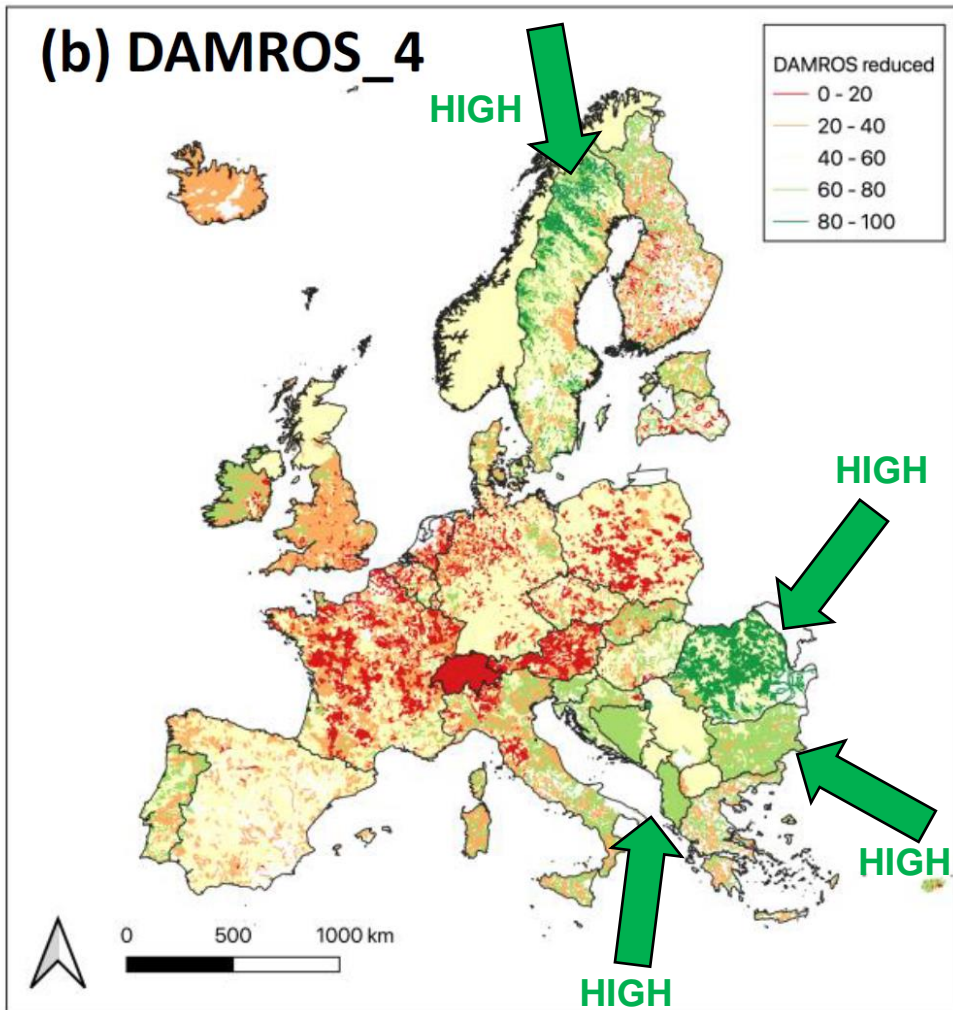 (b) DAMROS_4
HIGH
DAMROS reduced
0 - 20
20 - 40
40 - 60
60 - 80
80 - 100
HIGH
HIGH
HIGH
0 500 1000 km